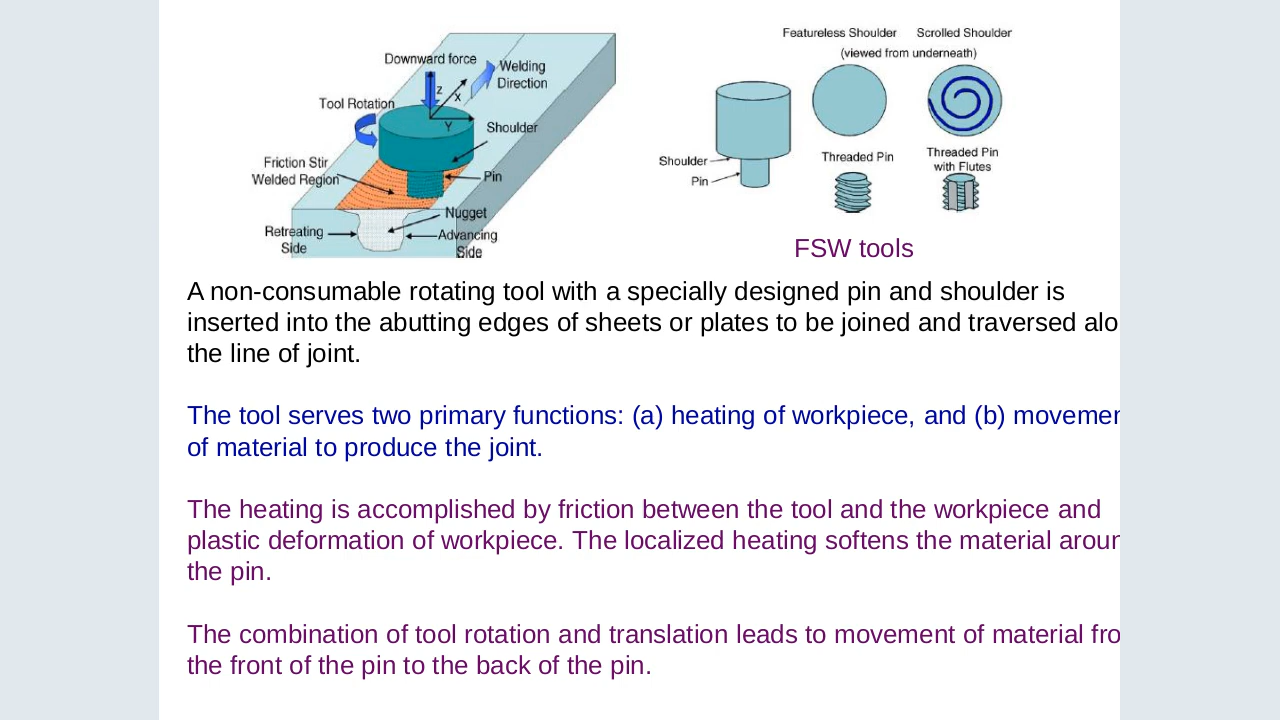 Downward force
Welding
Direction
z
x
Y
Tool Rotation
Shoulder
Friction Stir
Welded Region
Pin
Nugget
Retreating
Side
Advancing
Side
Featureless Shoulder Scrolled Shoulder
(viewed from underneath)
Shoulder
Pin
Threaded Pin
Threaded Pin
with Flutes
FSW tools
A non-consumable rotating tool with a specially designed pin and shoulder is
inserted into the abutting edges of sheets or plates to be joined and traversed alo
the line of joint.
The tool serves two primary functions: (a) heating of workpiece, and (b) movemen
of material to produce the joint.
The heating is accomplished by friction between the tool and the workpiece and
plastic deformation of workpiece. The localized heating softens the material aroun
the pin.
The combination of tool rotation and translation leads to movement of material fro
the front of the pin to the back of the pin.